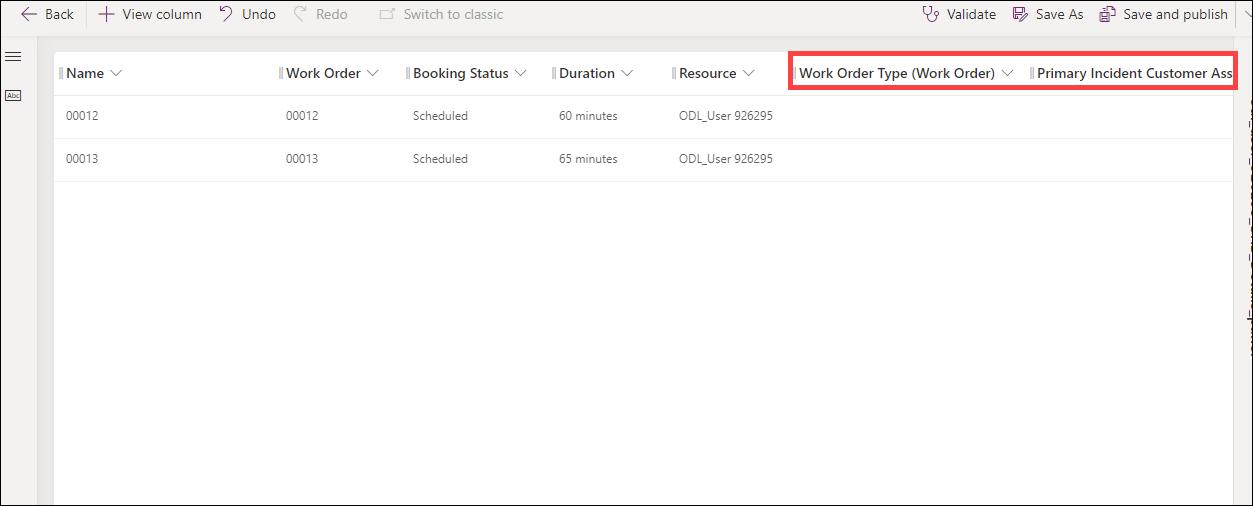 Back View column Undo Redo Switch to classic Validate Save As Save and publish
Name Work Order Booking Status Duration Resource Work Order Type (Work Order) Primary Incident Customer Ass
Abc
00012 00012 Scheduled 60 minutes ODL_User 926295
00013 00013 Scheduled 65 minutes ODL_User 926295